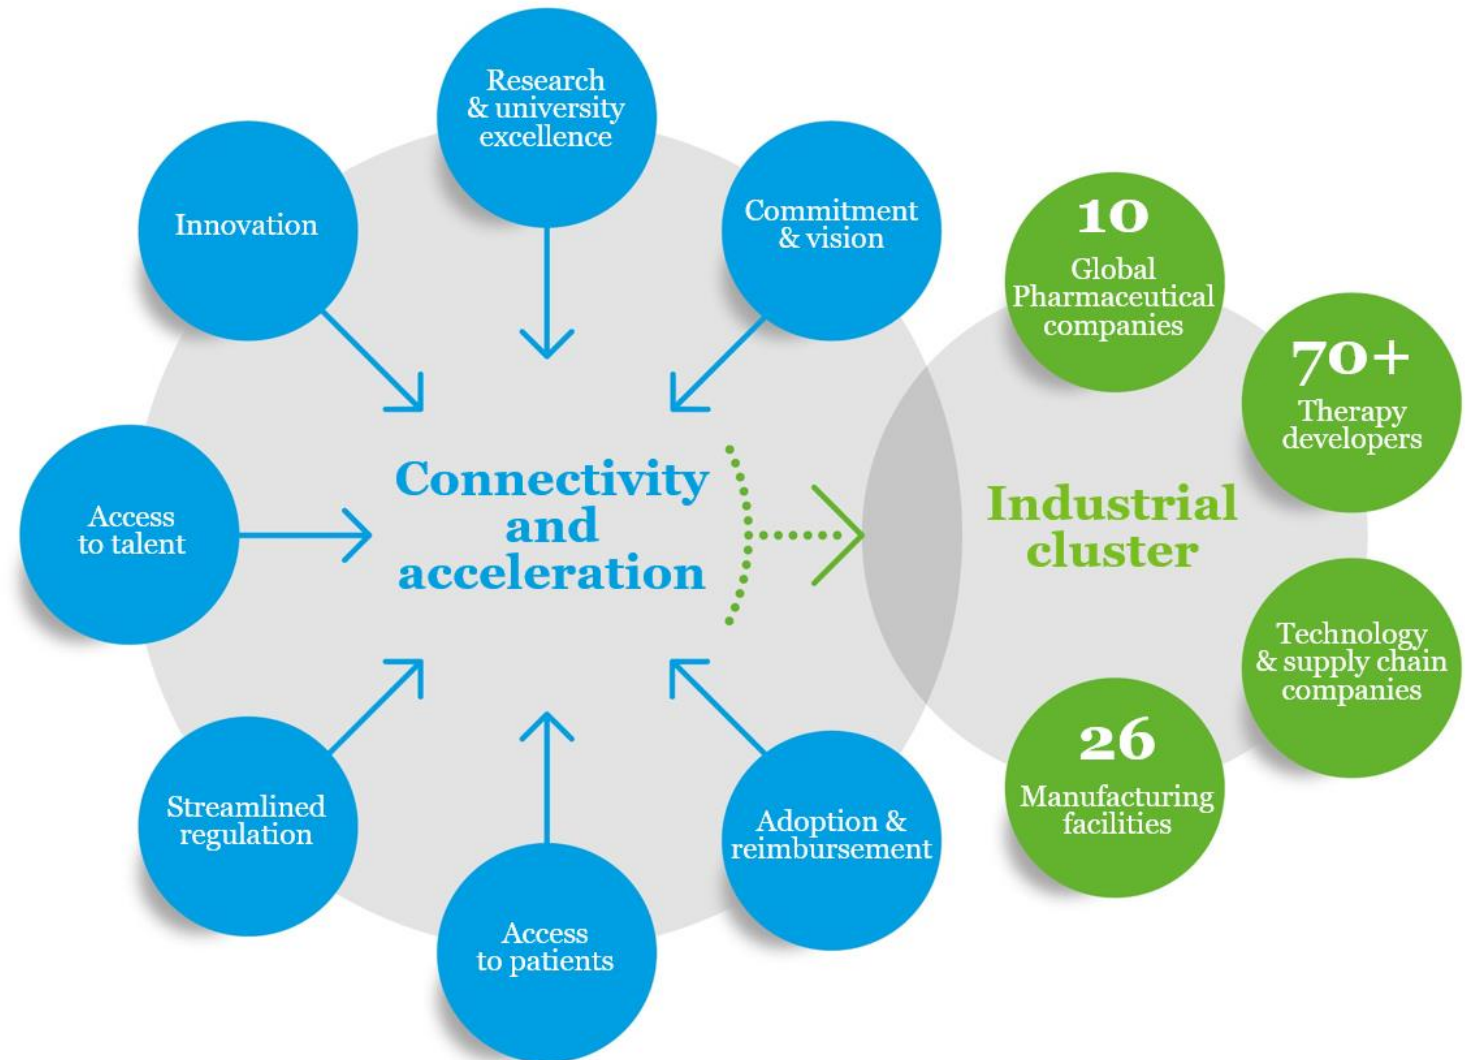 Research
& university
excellence
Innovation
Commitment
& vision
Access
to talent
Connectivity
and
acceleration
Streamlined
regulation
Access
to patients
Adoption &
reimbursement
10
Global
Pharmaceutical
companies
70+
Therapy
developers
Industrial
cluster
Technology
& supply chain
companies
26
Manufacturing
facilities